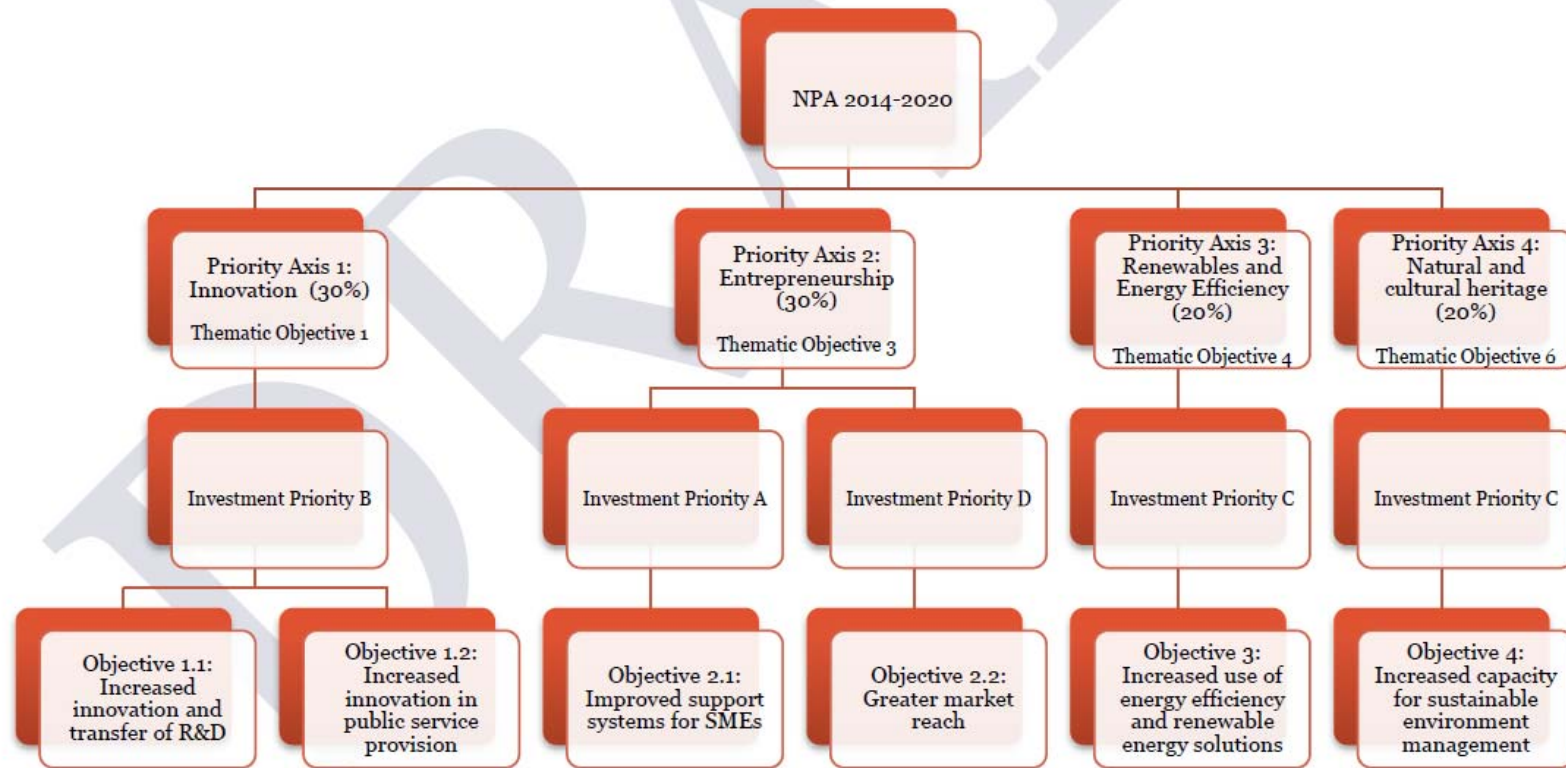 NPA 2014-2020
Priority Axis 1:
Innovation (30%)
Thematic Objective 1
Priority Axis 2:
Entrepreneurship
(30%)
Thematic Objective 3
Priority Axis 3:
Renewables and
Energy Efficiency
(20%)
Thematic Objective 4
Priority Axis 4:
Natural and
cultural heritage
(20%)
Thematic Objective 6
Investment Priority B
Investment Priority A
Investment Priority D
Investment Priority C
Investment Priority C
Objective 1.1:
Increased
innovation and
transfer of R&D
Objective 1.2:
Increased
innovation in
public service
provision
Objective 2.1:
Improved support
systems for SMEs
Objective 2.2:
Greater market
reach
Objective 3:
Increased use of
energy efficiency
and renewable
energy solutions
Objective 4:
Increased capacity
for sustainable
environment
management